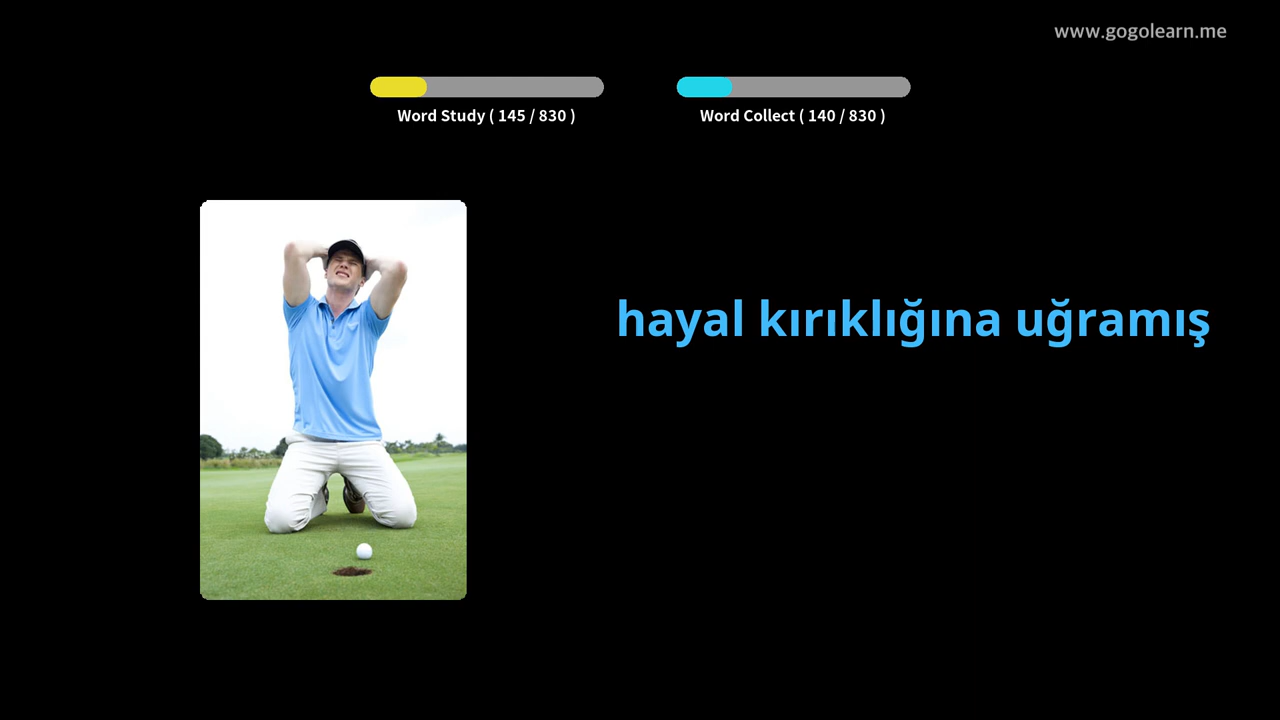 www.gogolearn.me
Word Study ( 145 / 830 )
Word Collect ( 140 / 830 )
hayal kırıklığına uğramış